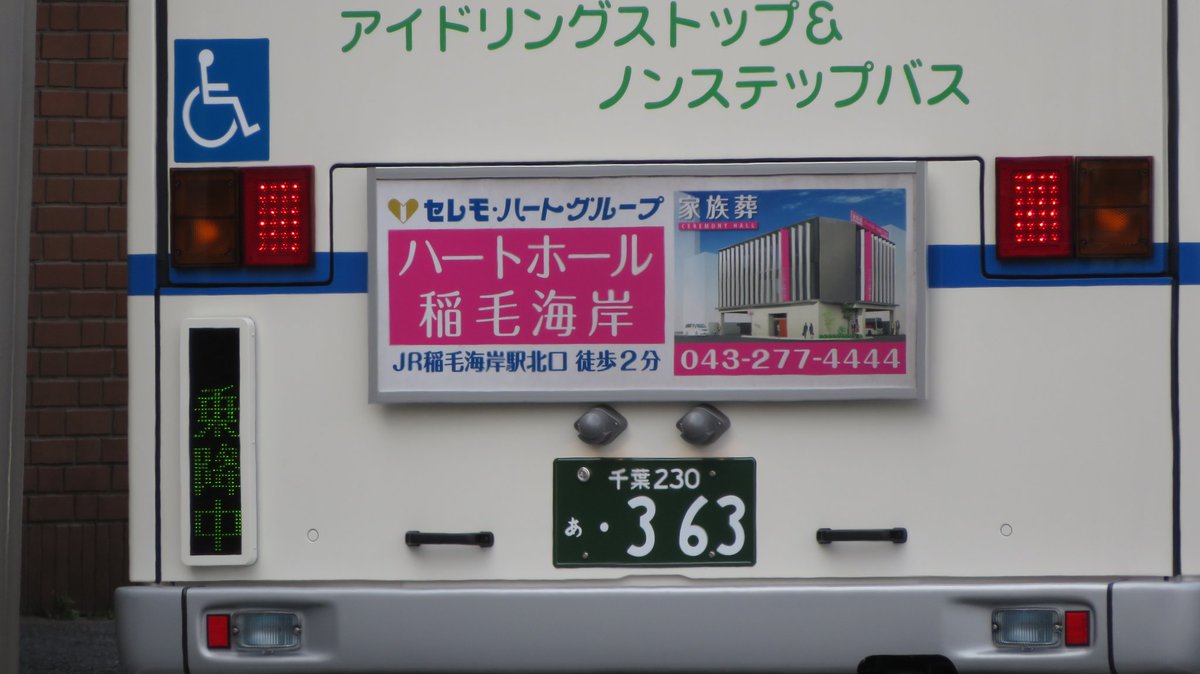 アイドリングストップ&
ノンステップバス
セレモ・ハートグループ
ハートホール
稲毛海岸
JR稲毛海岸駅北口 徒歩2分
家族葬
CEREMONY HALL
043-277-4444
乗降中
千葉230
あ ・363